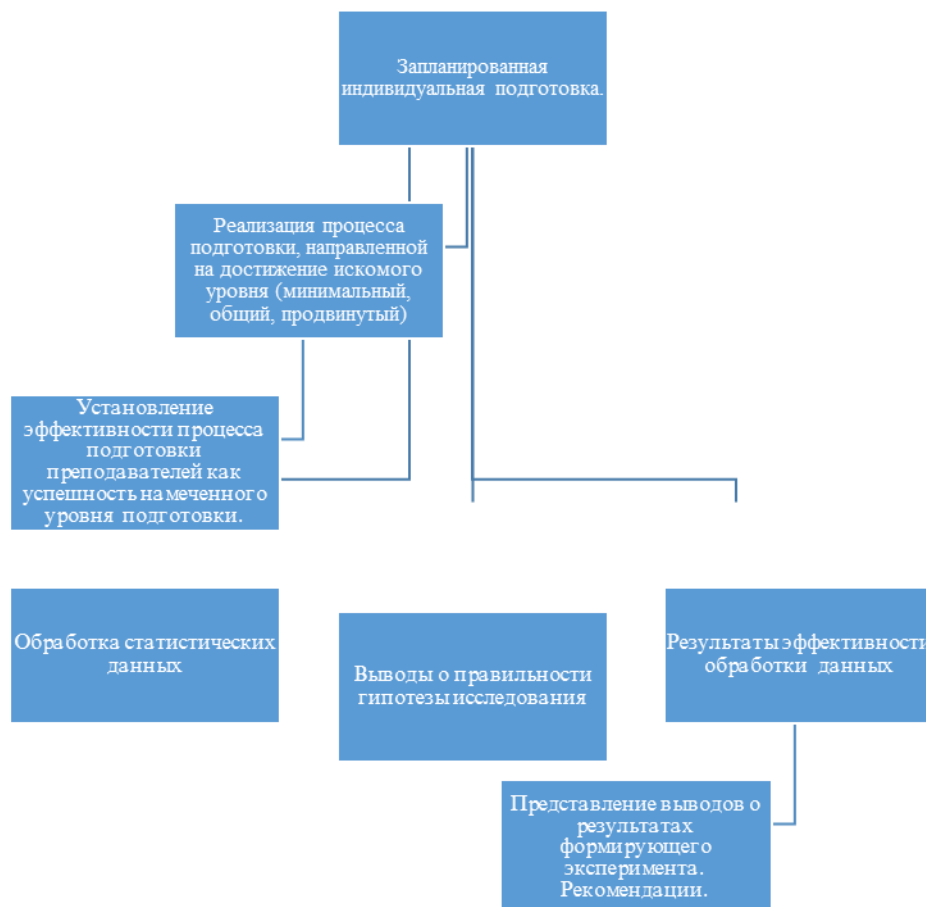 Запланированная
индивидуальная подготовка.
Реализация процесса
подготовки, направленной
на достижение искомого
уровня (минимальный,
общий, продвинутый)
Установление
эффективности процесса
подготовки
преподавателей как
успешность намеченного
уровня подготовки.
Обработка статистических
данных
Выводы о правильности
гипотезы исследования
Результаты эффективности
обработки данных
Представление выводов о
результатах
формирующего
эксперимента.
Рекомендации.